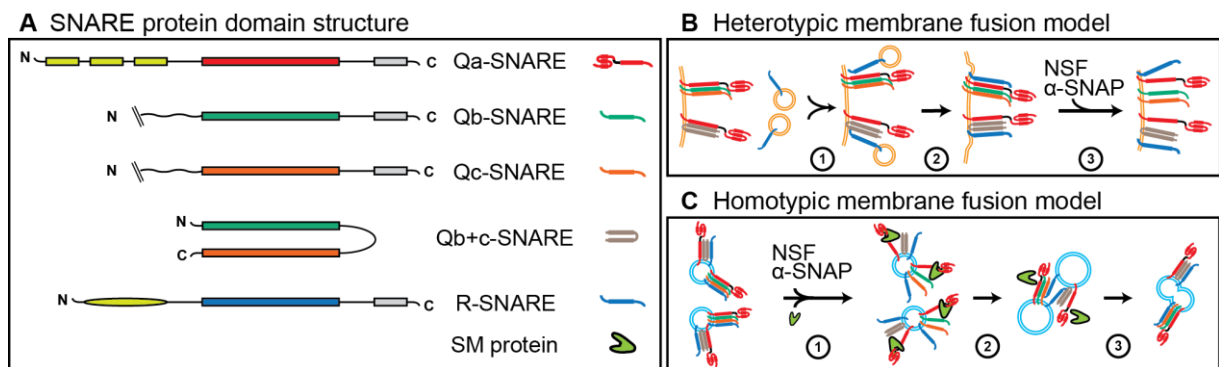 A SNARE protein domain structure
N C Qa-SNARE
N C Qb-SNARE
N C Qc-SNARE
N
C
Qb+c-SNARE
N C R-SNARE
SM protein
B Heterotypic membrane fusion model
NSF
α-SNAP
1 2 3
C Homotypic membrane fusion model
NSF
α-SNAP
1 2 3